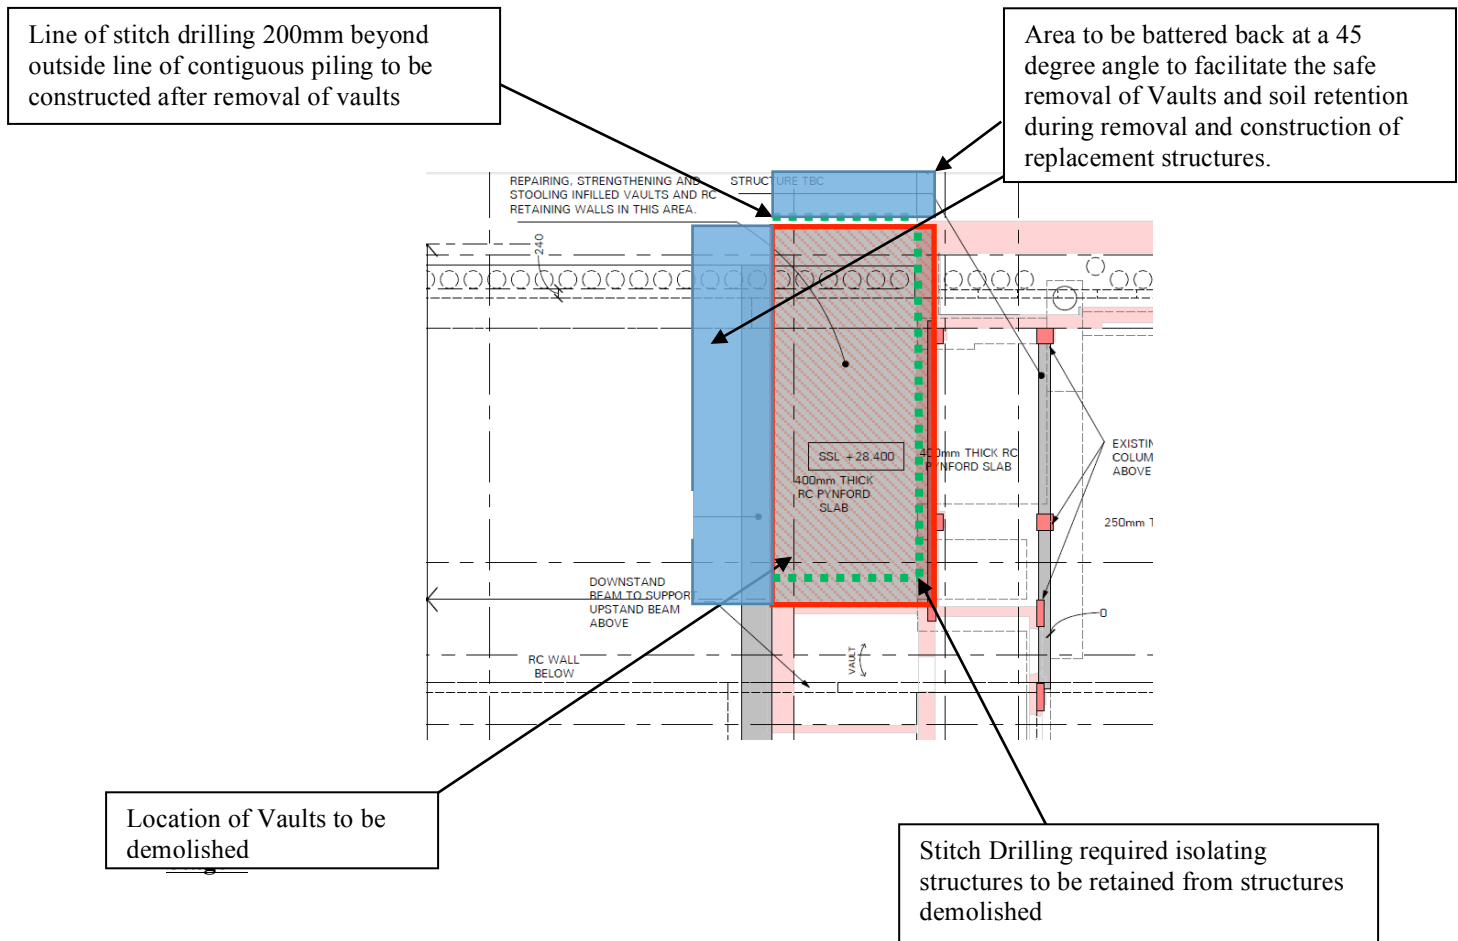 Line of stitch drilling 200mm beyond
outside line of contiguous piling to be
constructed after removal of vaults
Area to be battered back at a 45
degree angle to facilitate the safe
removal of Vaults and soil retention
during removal and construction of
replacement structures.
REPAIRING, STRENGTHENING AND
STOOLING INFILLED VAULTS AND RC
RETAINING WALLS IN THIS AREA.
STRUCTURE TBC
240
SSL +28.400
400mm THICK
RC PYNFORD
SLAB
400mm THICK RC
PYNFORD SLAB
EXISTIN
COLUM
ABOVE
250mm T
DOWNSTAND
BEAM TO SUPPORT
UPSTAND BEAM
ABOVE
RC WALL
BELOW
VAULT
Location of Vaults to be
demolished
Stitch Drilling required isolating
structures to be retained from structures
demolished